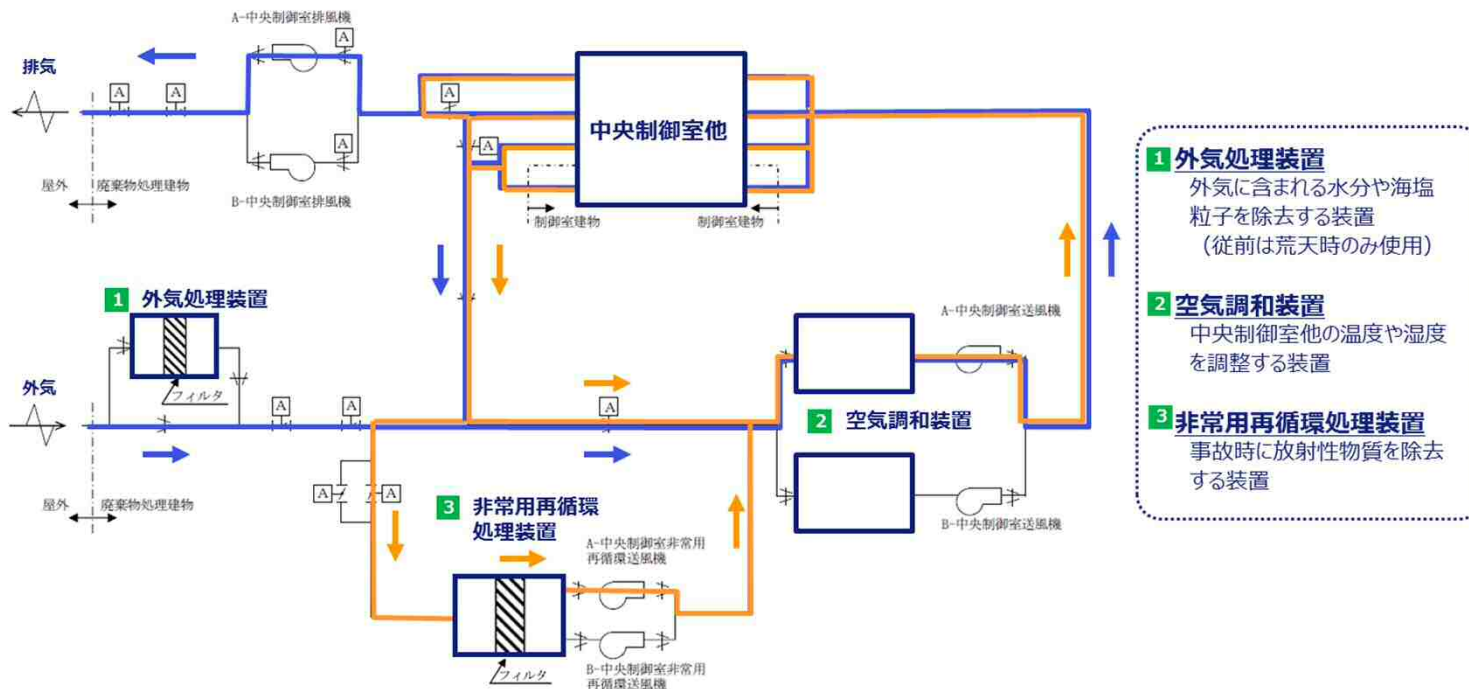 A-中央制御室排風機
A
排気
A
A
A
中央制御室他
A
A
B-中央制御室排風機
屋外
廃棄物処理建物
制御室建物
制御室建物
1 外気処理装置
外気に含まれる水分や海塩
粒子を除去する装置
(従前は荒天時のみ使用)
2 空気調和装置
中央制御室他の温度や湿度
を調整する装置
3 非常用再循環処理装置
事故時に放射性物質を除去
する装置
1 外気処理装置
フィルタ
外気
A
A
A
A-中央制御室送風機
2 空気調和装置
B-中央制御室送風機
屋外
廃棄物処理建物
A
A
3 非常用再循環
処理装置
A-中央制御室非常用
再循環送風機
フィルタ
B-中央制御室非常用
再循環送風機